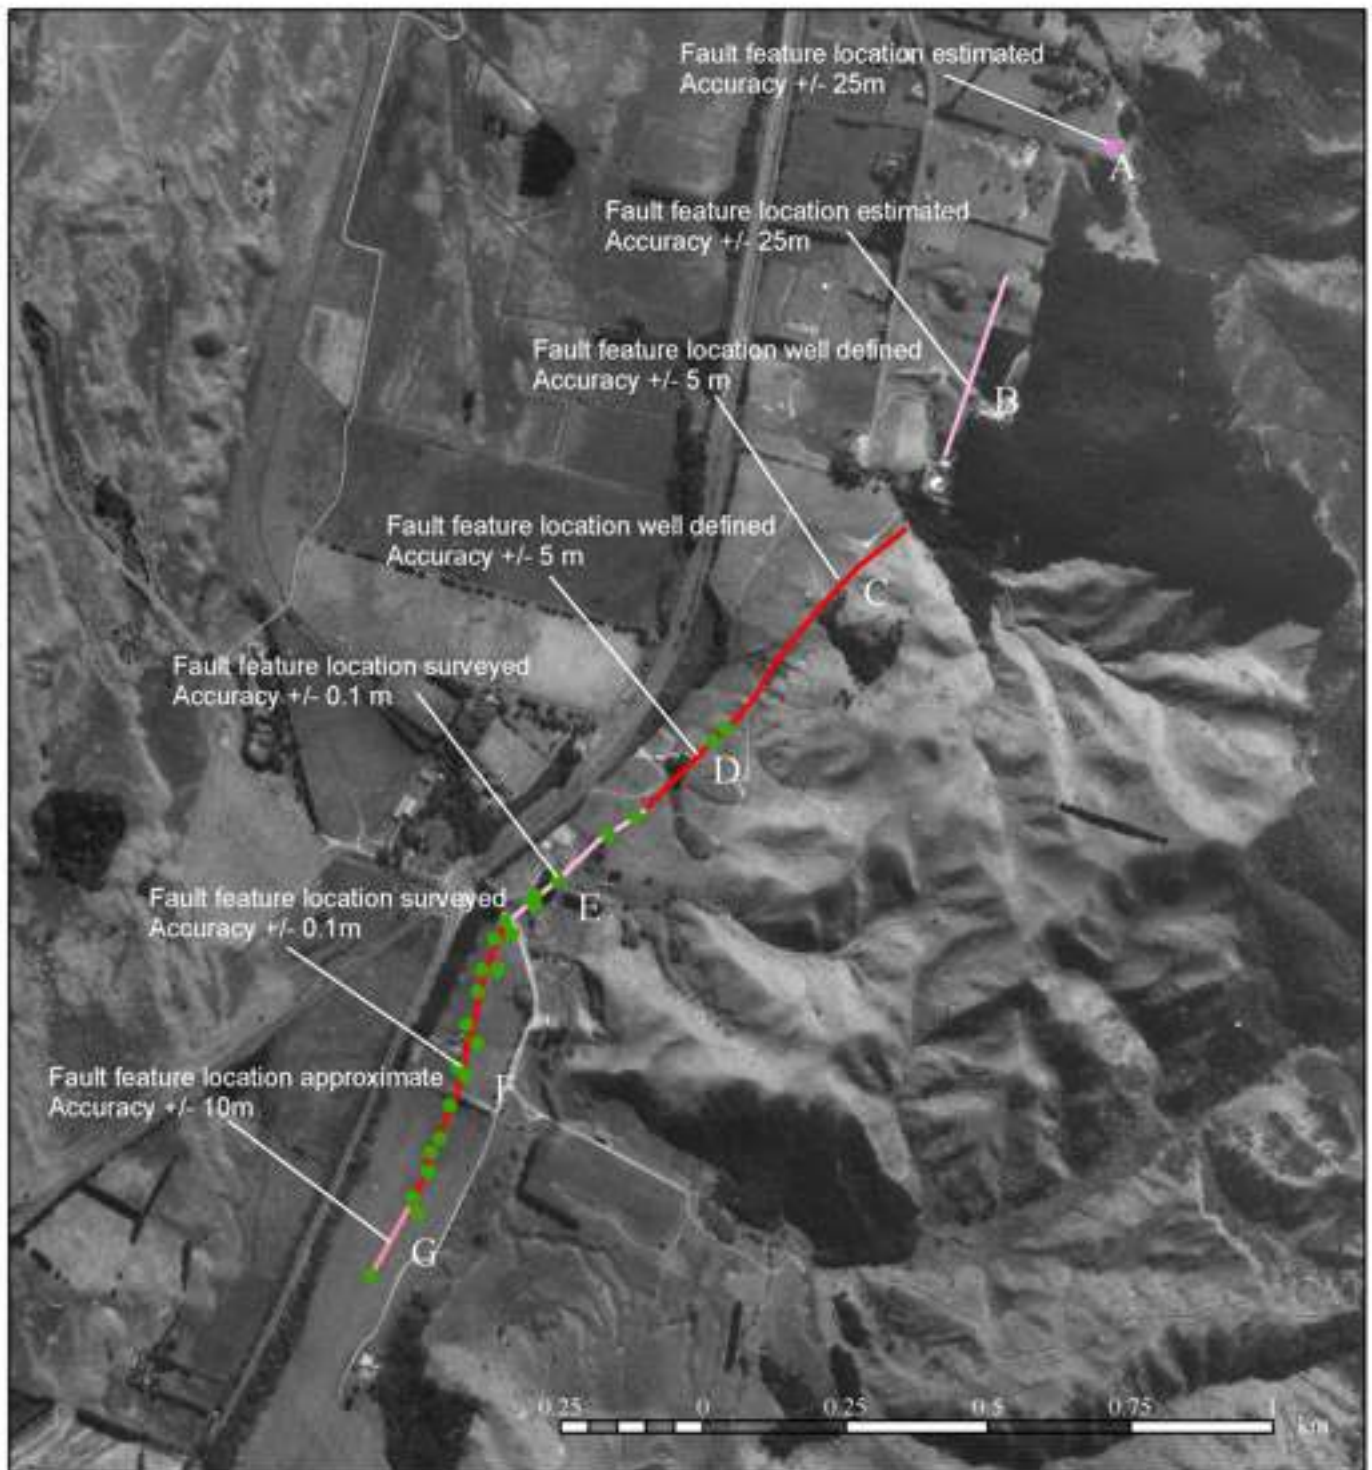 Fault feature location estimated
Accuracy +/- 25m
A
Fault feature location estimated
Accuracy +/- 25m
B
Fault feature location well defined
Accuracy +/- 5 m
C
Fault feature location well defined
Accuracy +/- 5 m
D
Fault feature location surveyed
Accuracy +/- 0.1 m
E
Fault feature location surveyed
Accuracy +/- 0.1m
F
Fault feature location approximate
Accuracy +/- 10m
G
0.25 0 0.25 0.5 0.75 1 km